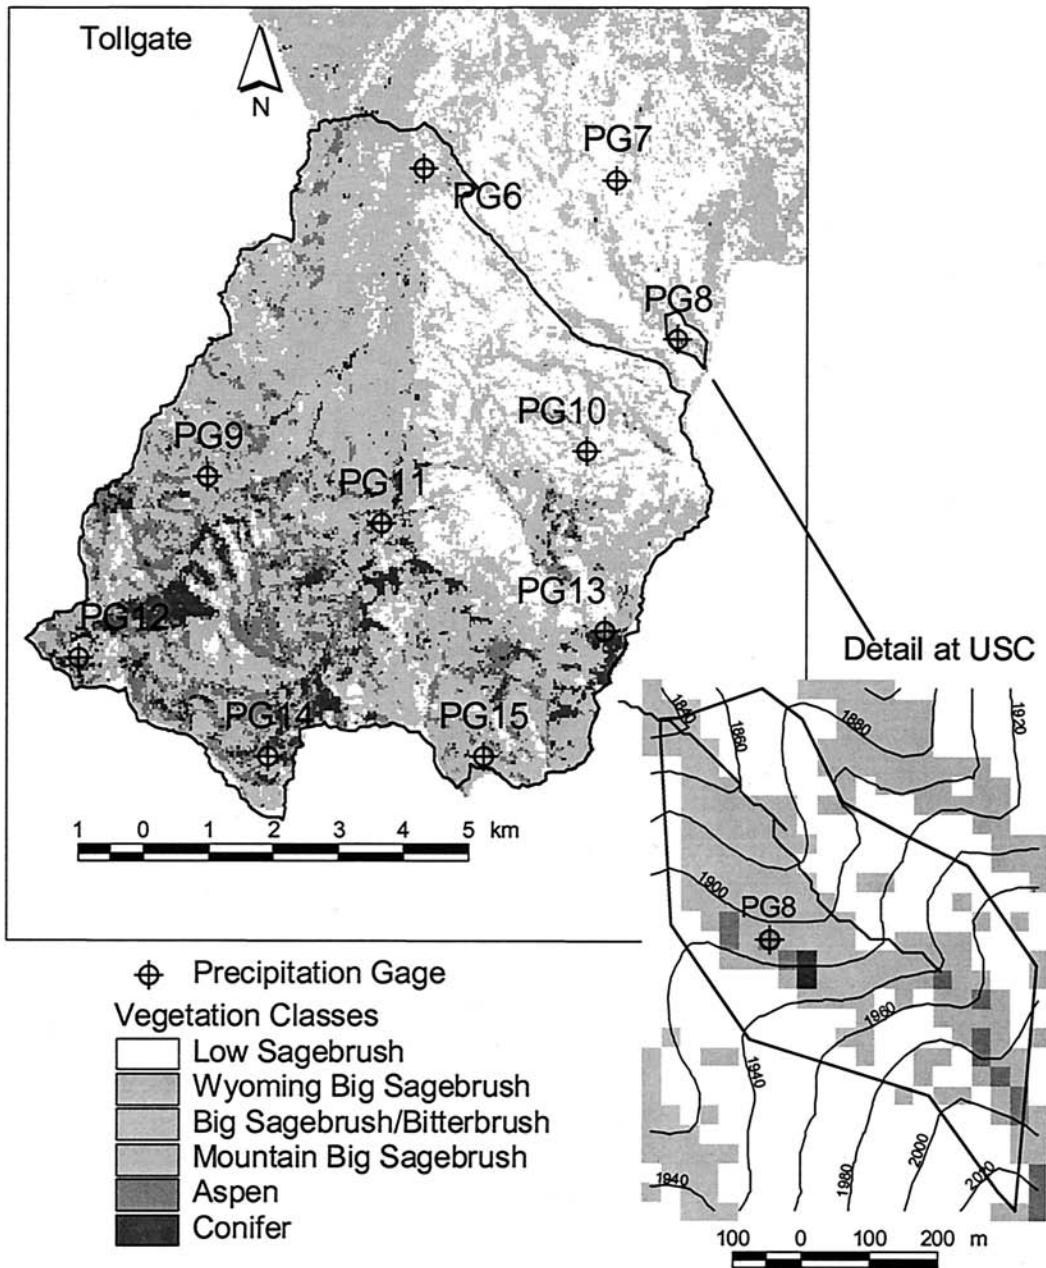 Tollgate
N
PG7
PG6
PG8
PG10
PG9
PG11
PG13
PG12
Detail at USC
PG14
PG15
1840
1860
1880
1920
1 0 1 2 3 4 5 km
1900
PG8
Precipitation Gage
1960
Vegetation Classes
Low Sagebrush
1940
Wyoming Big Sagebrush
Big Sagebrush/Bitterbrush
2000
Mountain Big Sagebrush
1940
1980
2020
Aspen
Conifer
100 0 100 200 m